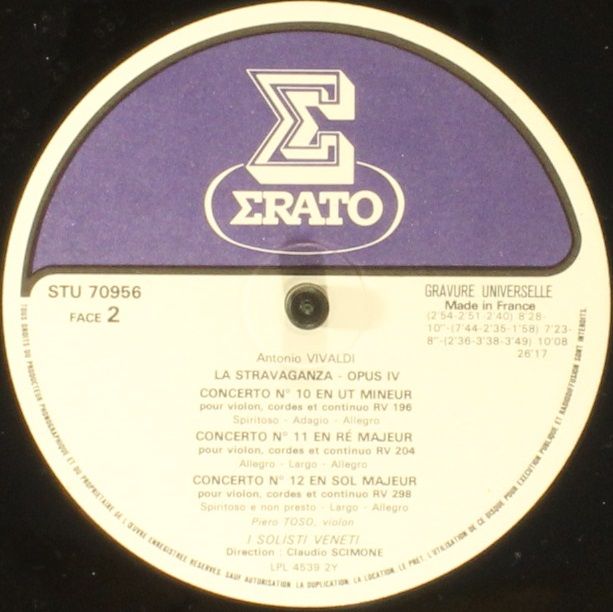 Σ
ΣRATO
STU 70956
FACE 2
GRAVURE UNIVERSELLE
Made in France
(2'54-2'51-2'40) 8'28-
10"-(7'44-2'35-1'58) 7'23-
8"-(2'36-3'38-3'49) 10'08
26'17
Antonio VIVALDI
LA STRAVAGANZA - OPUS IV
CONCERTO N° 10 EN UT MINEUR
pour violon, cordes et continuo RV 196
Spiritoso - Adagio - Allegro
CONCERTO N° 11 EN RÉ MAJEUR
pour violon, cordes et continuo RV 204
Allegro - Largo - Allegro
CONCERTO N° 12 EN SOL MAJEUR
pour violon, cordes et continuo RV 298
Spiritoso e non presto - Largo - Allegro
Piero TOSO, violon
I SOLISTI VENETI
Direction : Claudio SCIMONE
LPL 4539 2Y
TOUS DROITS DU PRODUCTEUR PHONOGRAPHIQUE ET DU PROPRIETAIRE DE L'ŒUVRE ENREGISTRÉE RÉSERVÉS. SAUF AUTORISATION, LA DUPLICATION, LA LOCATION, LE PRET, L'UTILISATION DE CE DISQUE POUR EXECUTION PUBLIQUE ET RADIODIFFUSION SONT INTERDITS.